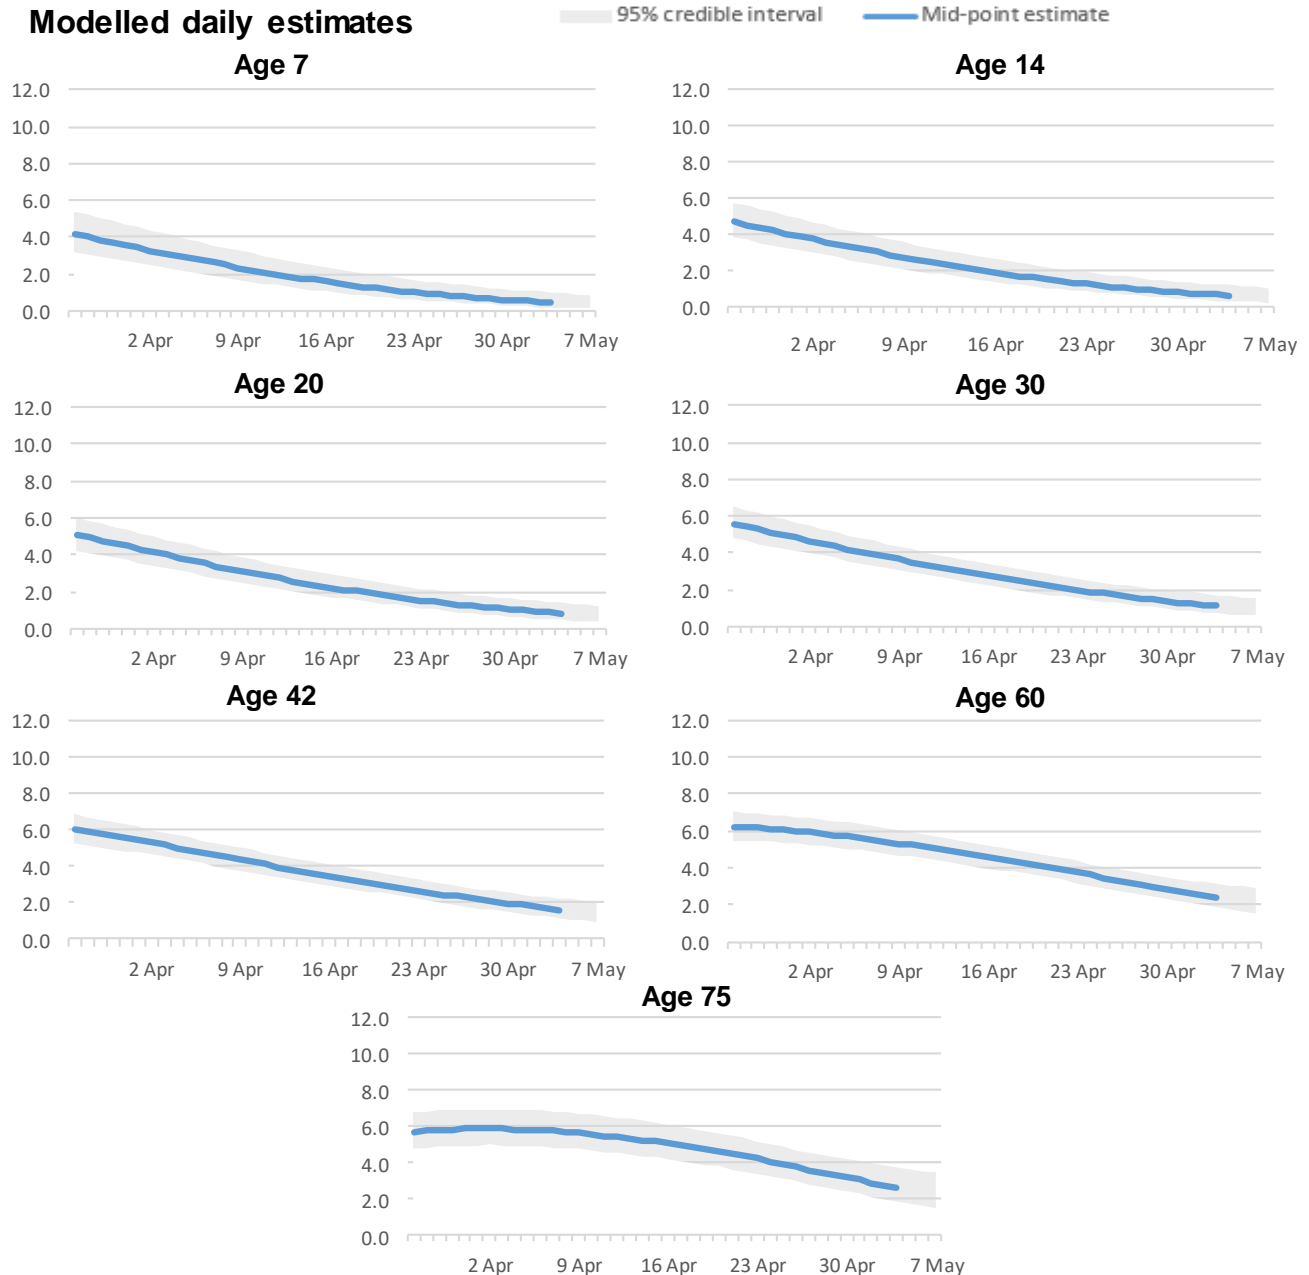 Modelled daily estimates
95% credible interval Mid-point estimate
Age 7 Age 14
12.0 12.0
10.0 10.0
8.0 8.0
6.0 6.0
4.0 4.0
2.0 2.0
0.0 0.0
2 Apr 9 Apr 16 Apr 23 Apr 30 Apr 7 May 2 Apr 9 Apr 16 Apr 23 Apr 30 Apr 7 May
Age 20 Age 30
12.0 12.0
10.0 10.0
8.0 8.0
6.0 6.0
4.0 4.0
2.0 2.0
0.0 0.0
2 Apr 9 Apr 16 Apr 23 Apr 30 Apr 7 May 2 Apr 9 Apr 16 Apr 23 Apr 30 Apr 7 May
Age 42 Age 60
12.0 12.0
10.0 10.0
8.0 8.0
6.0 6.0
4.0 4.0
2.0 2.0
0.0 0.0
2 Apr 9 Apr 16 Apr 23 Apr 30 Apr 7 May 2 Apr 9 Apr 16 Apr 23 Apr 30 Apr 7 May
Age 75
12.0
10.0
8.0
6.0
4.0
2.0
0.0
2 Apr 9 Apr 16 Apr 23 Apr 30 Apr 7 May